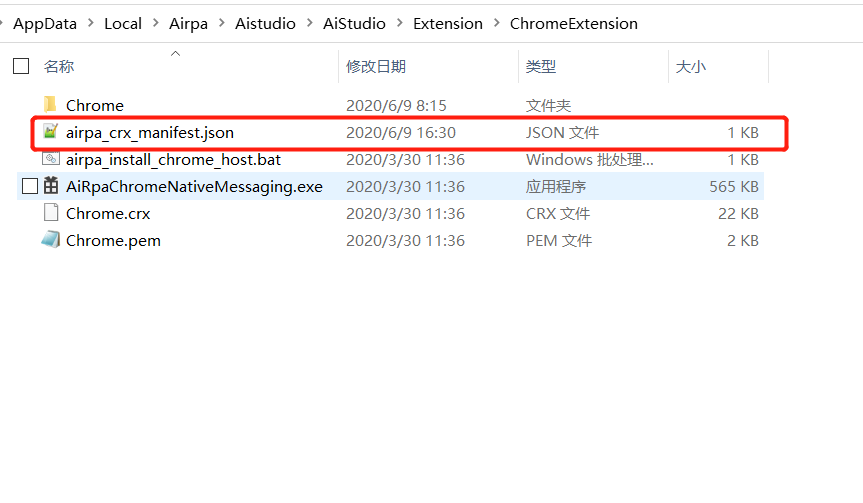 AppData > Local > Airpa > Aistudio > AiStudio > Extension > ChromeExtension
名称 修改日期 类型 大小
Chrome 2020/6/9 8:15 文件夹
airpa_crx_manifest.json 2020/6/9 16:30 JSON 文件 1 KB
airpa_install_chrome_host.bat 2020/3/30 11:36 Windows 批处理... 1 KB
AiRpaChromeNativeMessaging.exe 2020/3/30 11:36 应用程序 565 KB
Chrome.crx 2020/3/30 11:36 CRX 文件 22 KB
Chrome.pem 2020/3/30 11:36 PEM 文件 2 KB